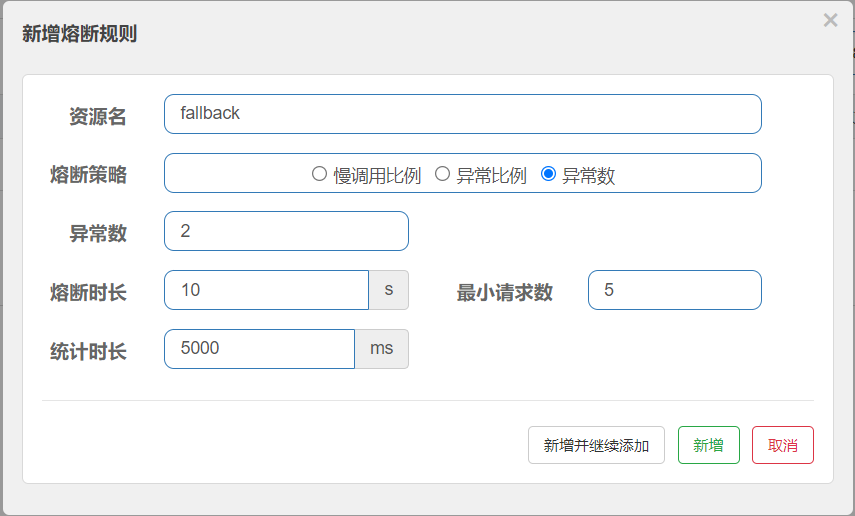 新增熔断规则
×
资源名 fallback
熔断策略 慢调用比例 异常比例 异常数
异常数 2
熔断时长 10 s 最小请求数 5
统计时长 5000 ms
新增并继续添加 新增 取消